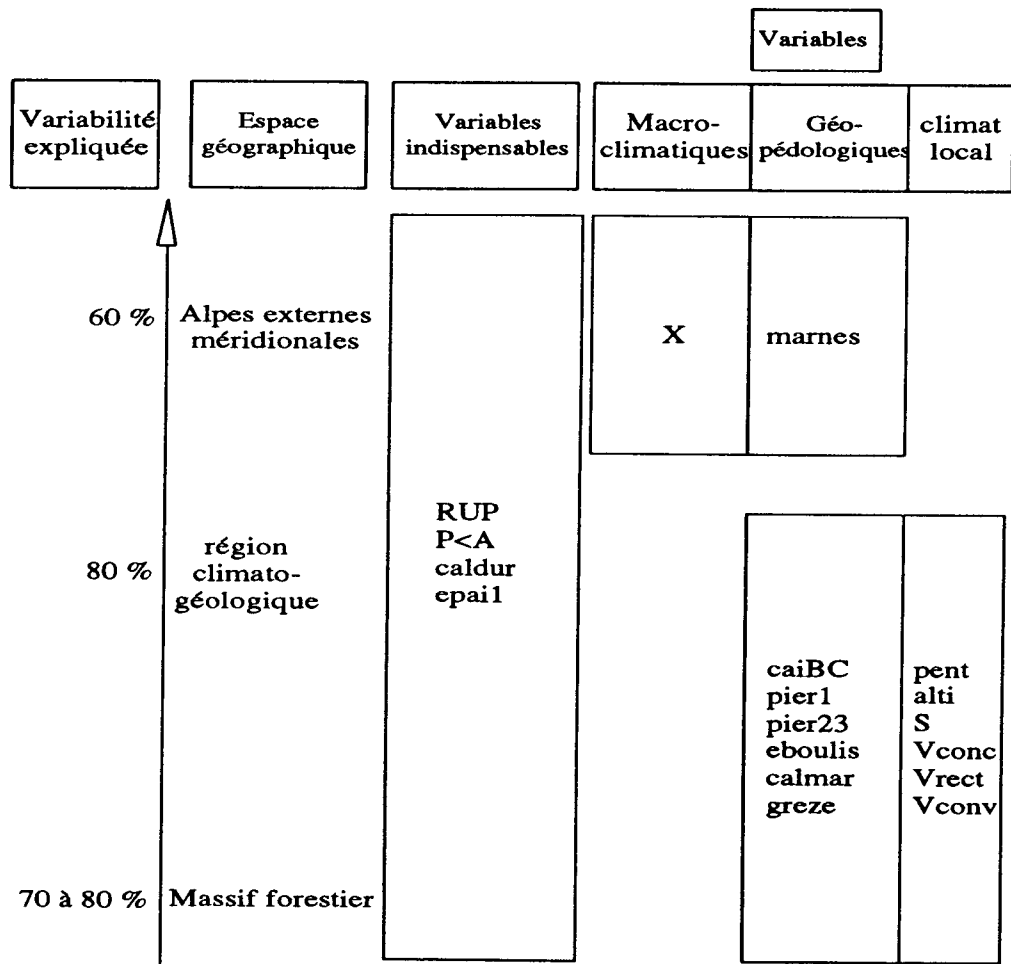 Variables
Variabilité
expliquée
Espace
géographique
Variables
indispensables
Macro-
climatiques
Géo-
pédologiques
climat
local
60 %
Alpes externes
méridionales
X
marnes
80 %
région
climato-
géologique
RUP
P<A
caldur
epai1
caiBC
pier1
pier23
eboulis
calmar
greze
pent
alti
S
Vconc
Vrect
Vconv
70 à 80 %
Massif forestier